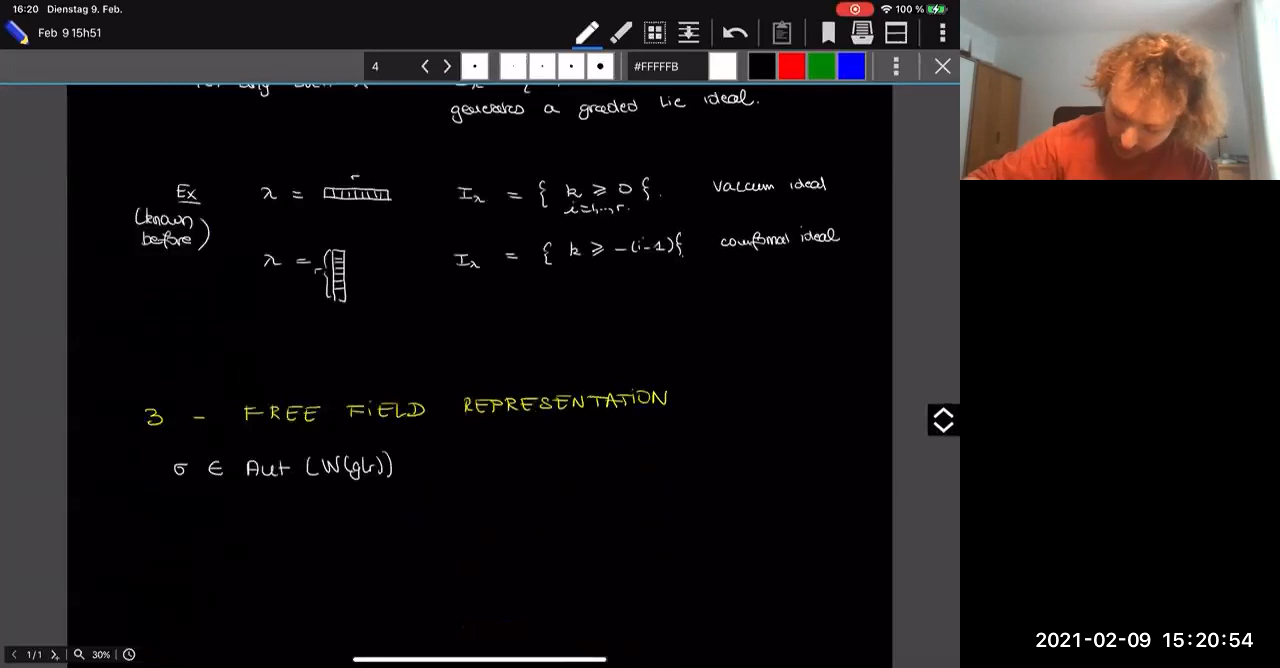 16:20 Dienstag 9. Feb.
100 %
Feb 9 15h51
4
#FFFFFB
generates a graded Lie ideal.
r
Ex λ = I_λ = { k ≥ 0 }. vaccum ideal
i=1,...,r.
(known before)
λ = r I_λ = { k ≥ -(i-1) }. conformal ideal
3 - FREE FIELD REPRESENTATION
σ ∈ Aut (W(glr))
1/1
30%
2021-02-09 15:20:54